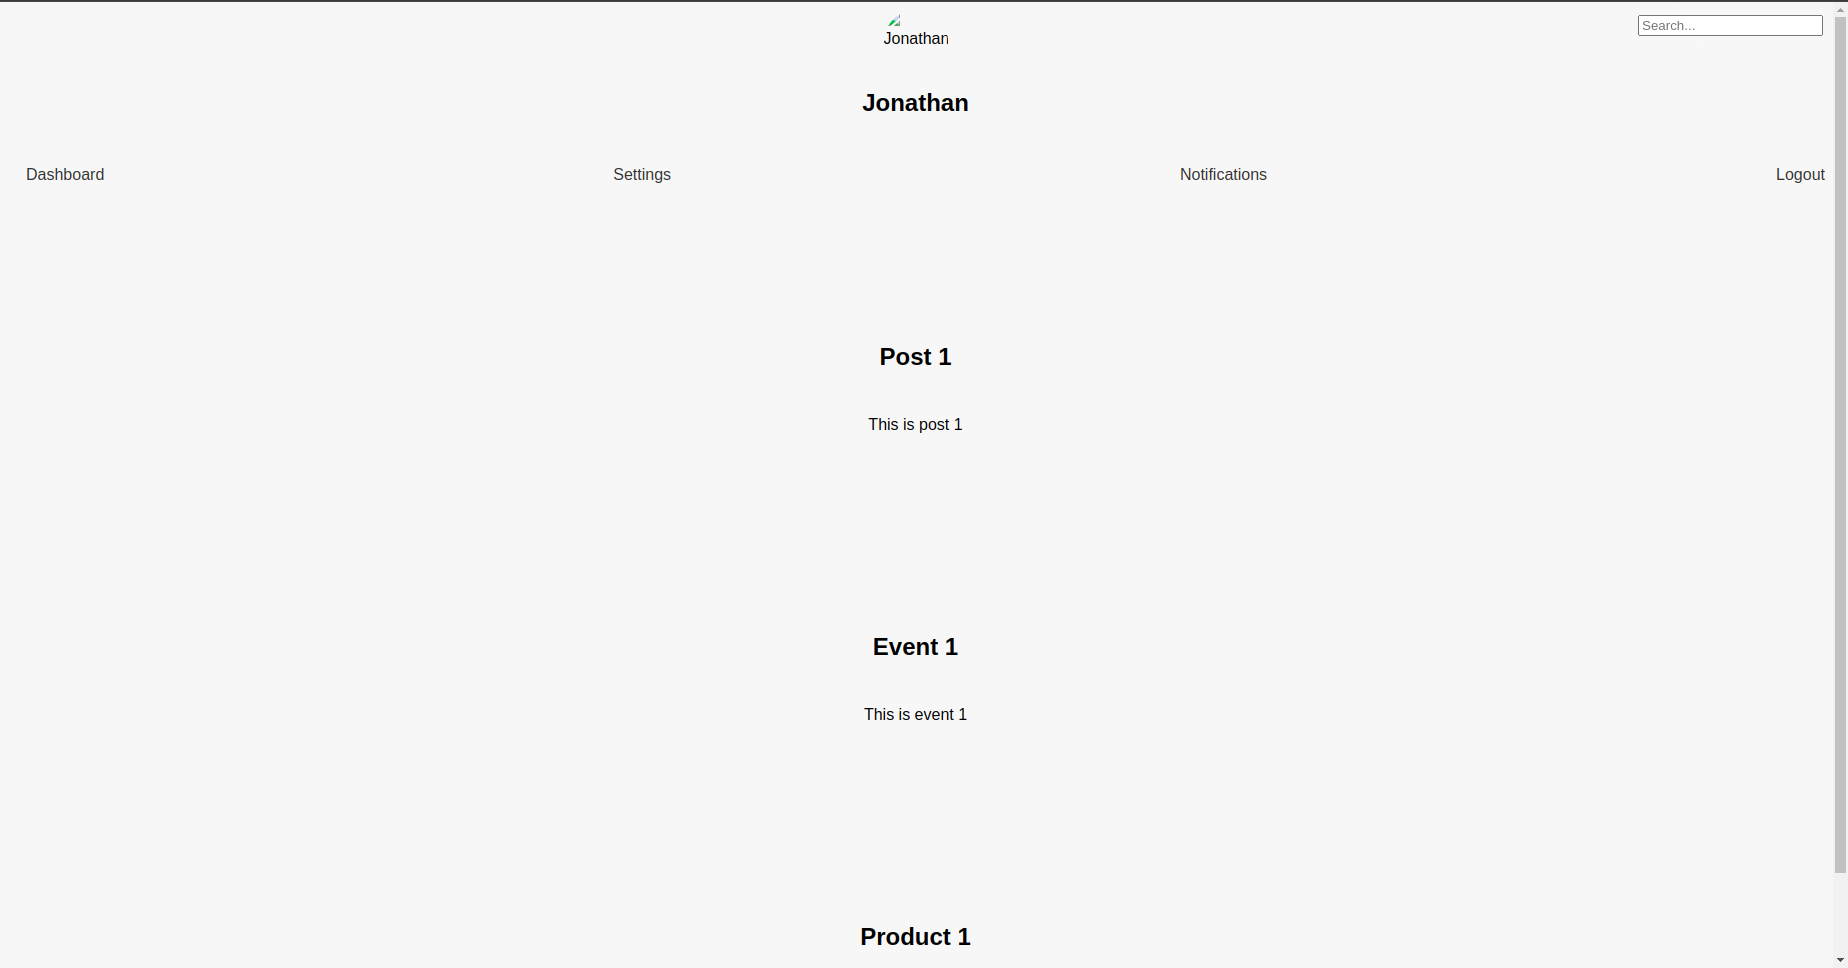 Jonathan
Search...
Jonathan
Dashboard Settings Notifications Logout
Post 1
This is post 1
Event 1
This is event 1
Product 1